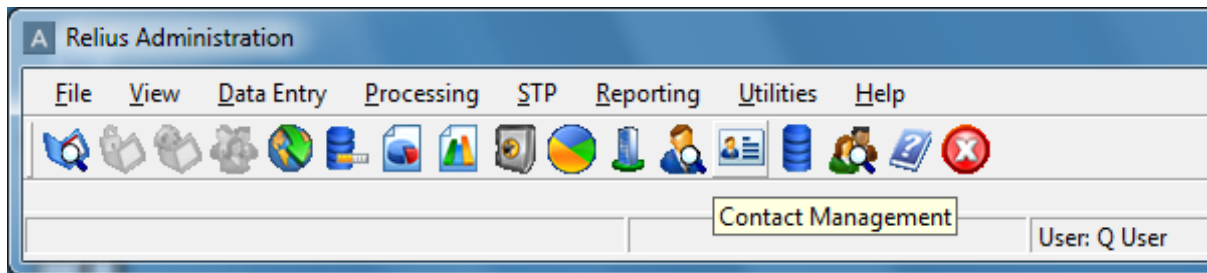 A Relius Administration
File View Data Entry Processing STP Reporting Utilities Help
Contact Management
User: Q User